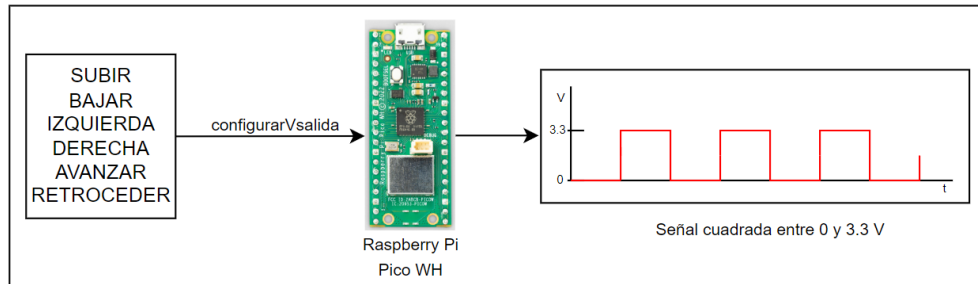 SUBIR
BAJAR
IZQUIERDA
DERECHA
AVANZAR
RETROCEDER
configurarVsalida
Raspberry Pi
Pico WH
V
3.3
0
t
Señal cuadrada entre 0 y 3.3 V